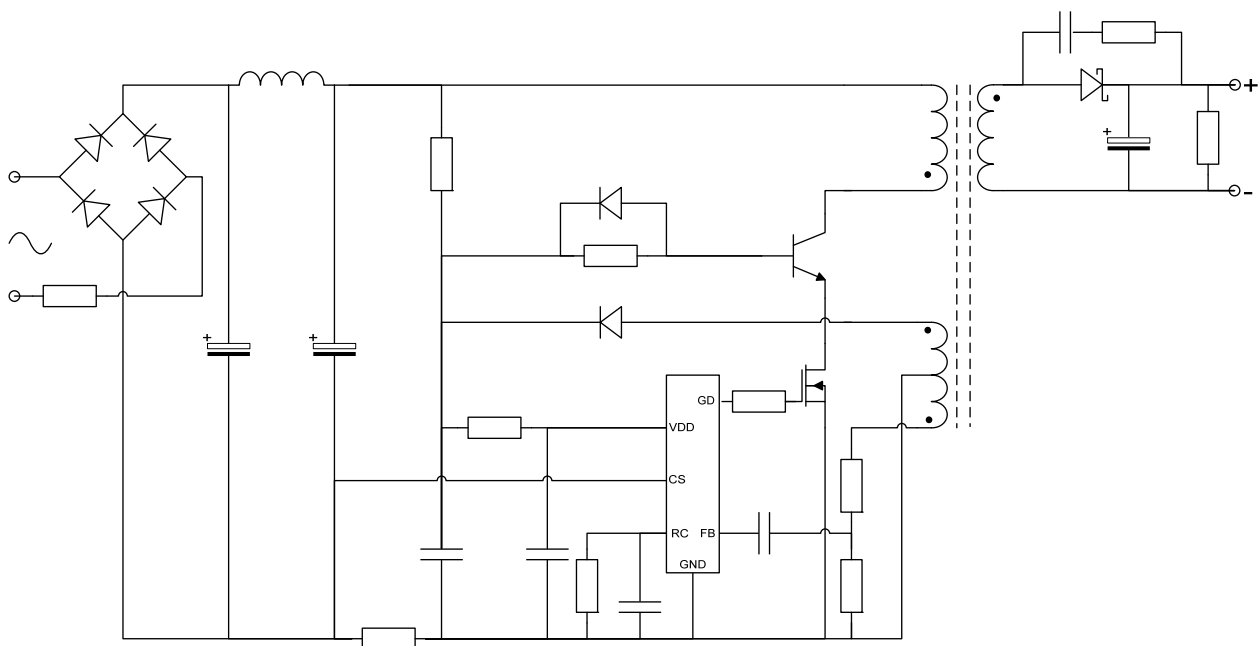 +
+
-
+
+
GD
VDD
CS
RC FB
GND